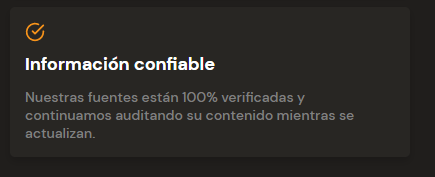 Información confiable
Nuestras fuentes están 100% verificadas y
continuamos auditando su contenido mientras se
actualizan.